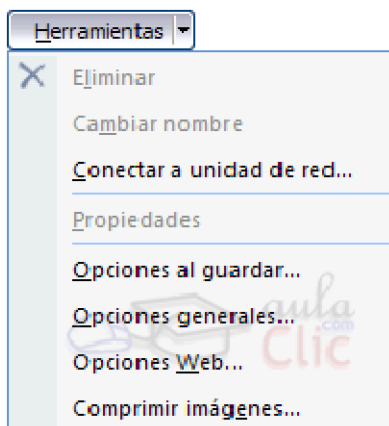 Herramientas
Eliminar
Cambiar nombre
Conectar a unidad de red...
Propiedades
Opciones al guardar...
Opciones generales...
Opciones Web...
Comprimir imágenes...
aula
Clic
.com